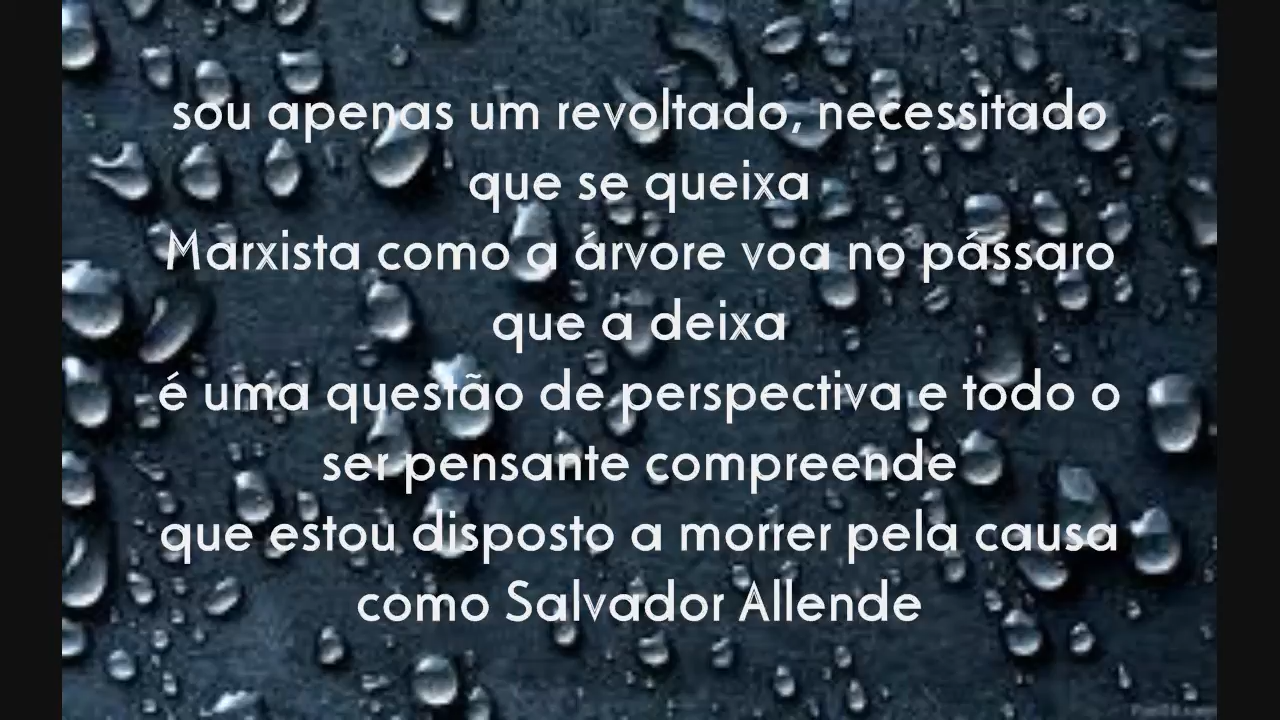 sou apenas um revoltado, necessitado
que se queixa
Marxista como a árvore voa no pássaro
que a deixa
é uma questão de perspectiva e todo o
ser pensante compreende
que estou disposto a morrer pela causa
como Salvador Allende